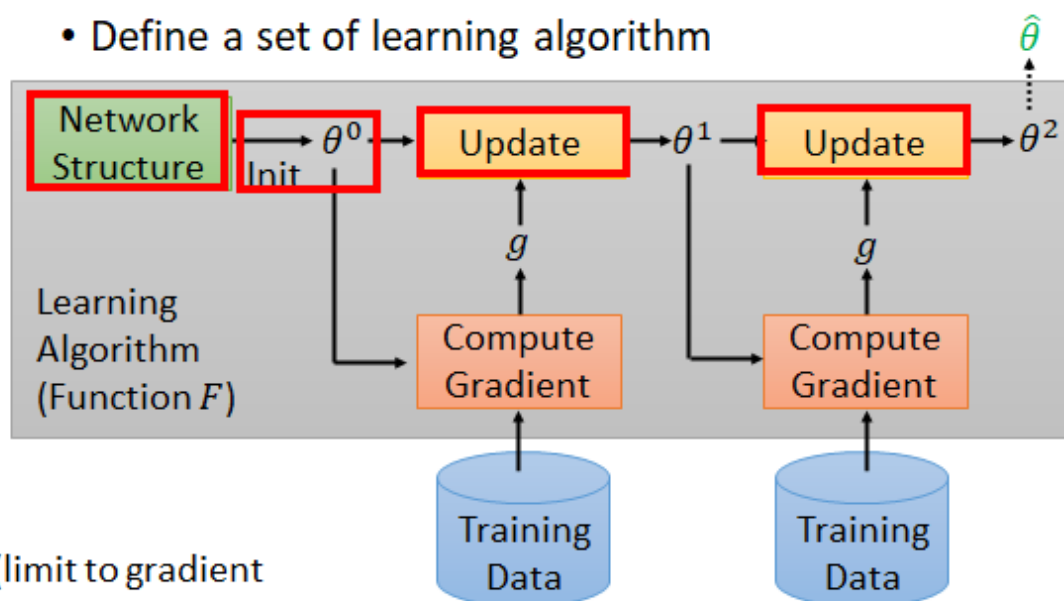 • Define a set of learning algorithm
θ̂
Network
Structure
Init
θ⁰
Update
θ¹
Update
θ²
g
g
Learning
Algorithm
(Function F)
Compute
Gradient
Compute
Gradient
Training
Data
Training
Data
limit to gradient